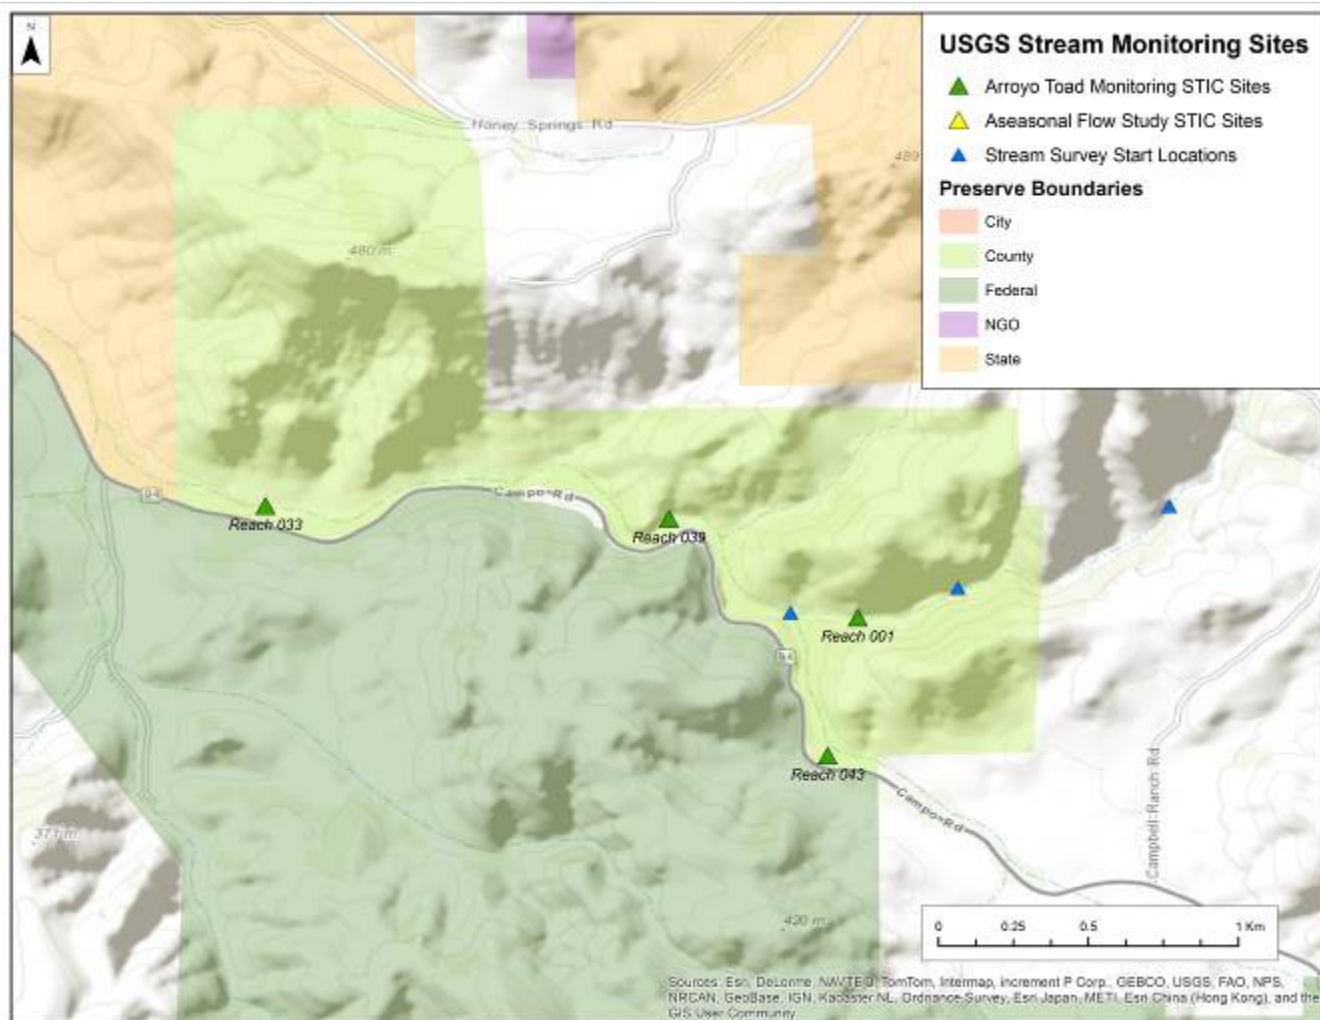 N
USGS Stream Monitoring Sites
Arroyo Toad Monitoring STIC Sites
Aseasonal Flow Study STIC Sites
Stream Survey Start Locations
Preserve Boundaries
City
County
Federal
NGO
State
Honey Springs Rd
489
480 m
94
Campo Rd
Reach 033
Reach 039
Reach 001
94
Reach 043
Campo Rd
Campbell Ranch Rd
373 m
420 m
0 0.25 0.5 1 Km
Sources: Esri, DeLorme, NAVTEQ, TomTom, Intermap, increment P Corp., GEBCO, USGS, FAO, NPS,
NRCAN, GeoBase, IGN, Kadaster NL, Ordnance Survey, Esri Japan, METI, Esri China (Hong Kong), and the
GIS User Community